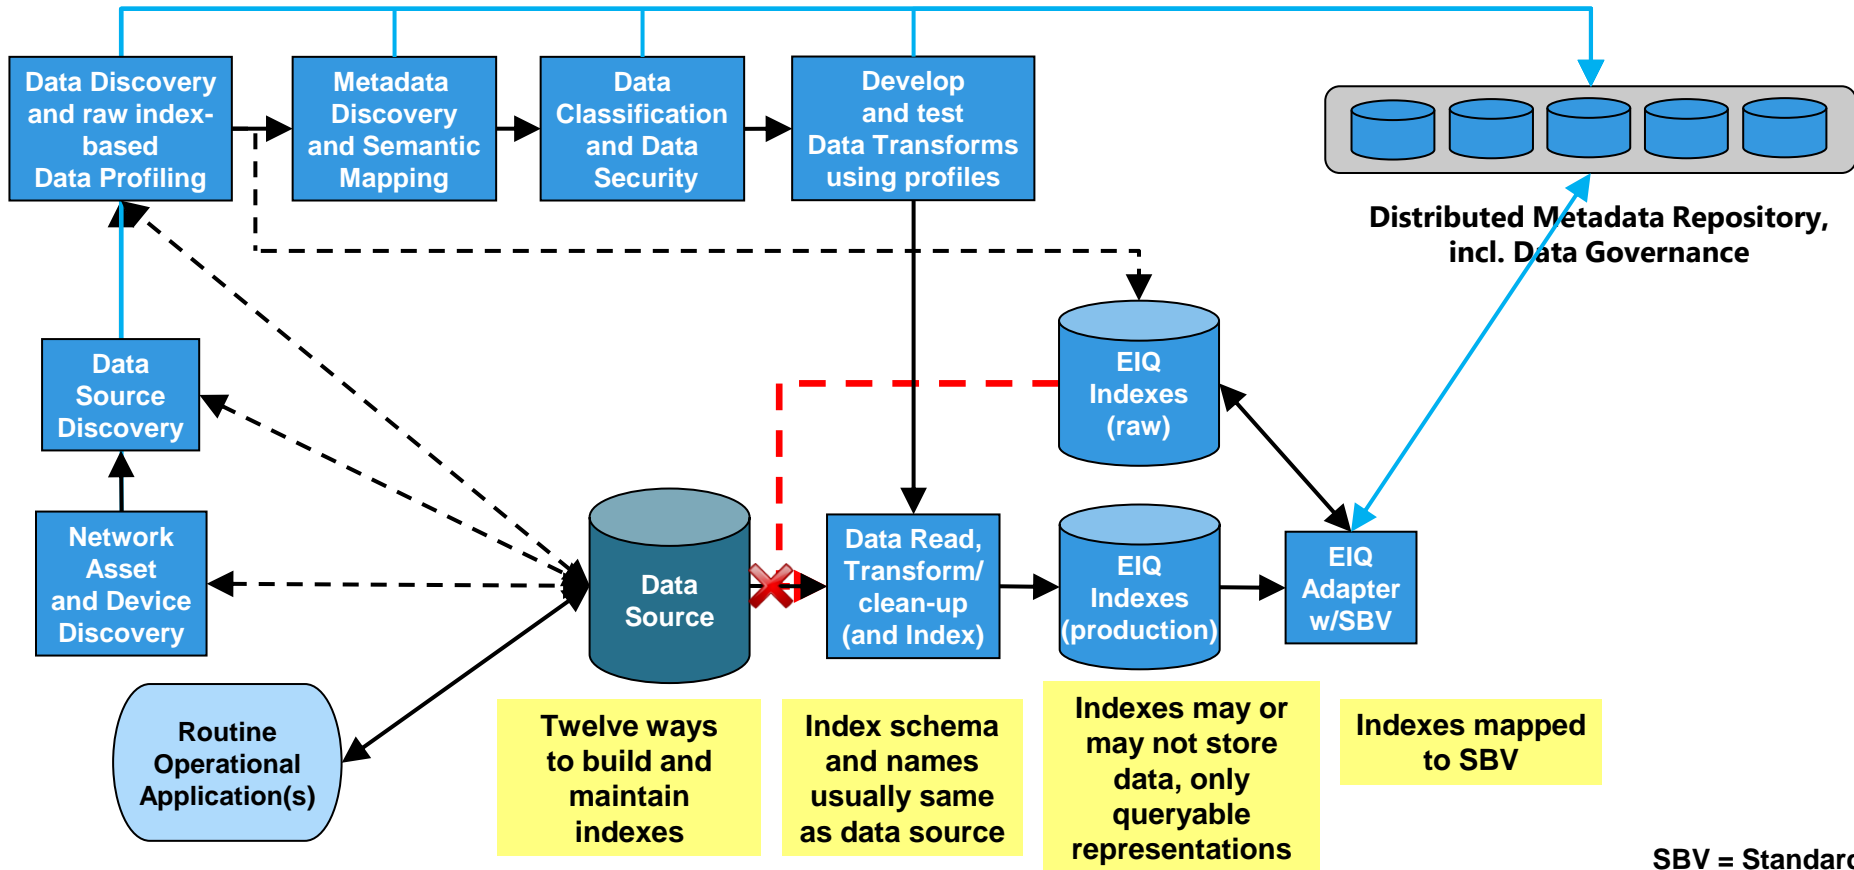 Data Discovery
and raw index-
based
Data Profiling
Metadata
Discovery
and Semantic
Mapping
Data
Classification
and Data
Security
Develop
and test
Data Transforms
using profiles
Distributed Metadata Repository,
incl. Data Governance
Data
Source
Discovery
EIQ
Indexes
(raw)
Network
Asset
and Device
Discovery
Data
Source
Data Read,
Transform/
clean-up
(and Index)
EIQ
Indexes
(production)
EIQ
Adapter
w/SBV
Routine
Operational
Application(s)
Twelve ways
to build and
maintain
indexes
Index schema
and names
usually same
as data source
Indexes may or
may not store
data, only
queryable
representations
Indexes mapped
to SBV
SBV = Standard